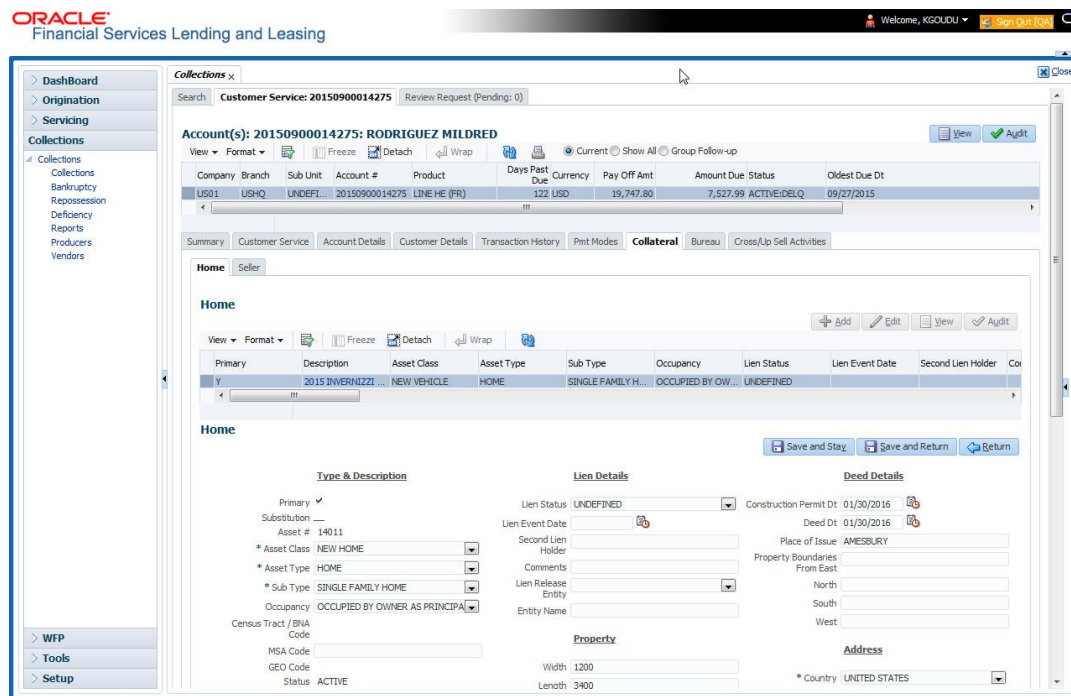 ORACLE
Financial Services Lending and Leasing
Welcome, KGOUDU
Sign Out [QA]
Close
DashBoard
Origination
Servicing
Collections
Collections
Collections
Bankruptcy
Repossession
Deficiency
Reports
Producers
Vendors
WFP
Tools
Setup
Collections x
Search Customer Service: 20150900014275 Review Request (Pending: 0)
Account(s): 20150900014275: RODRIGUEZ MILDRED
View Audit
View Format Freeze Detach Wrap Current Show All Group Follow-up
Company Branch Sub Unit Account # Product Days Past Due Currency Pay Off Amt Amount Due Status Oldest Due Dt
US01 USHQ UNDEFI... 20150900014275 LINE HE (FR) 122 USD 19,747.80 7,527.99 ACTIVE:DELQ 09/27/2015
Summary Customer Service Account Details Customer Details Transaction History Pmt Modes Collateral Bureau Cross/Up Sell Activities
Home Seller
Home
Add Edit View Audit
View Format Freeze Detach Wrap
Primary Description Asset Class Asset Type Sub Type Occupancy Lien Status Lien Event Date Second Lien Holder Co
Y 2015 INVERNIZZI ... NEW VEHICLE HOME SINGLE FAMILY H... OCCUPIED BY OW... UNDEFINED
Home
Save and Stay Save and Return Return
Type & Description
Primary
Substitution
Asset # 14011
* Asset Class NEW HOME
* Asset Type HOME
* Sub Type SINGLE FAMILY HOME
Occupancy OCCUPIED BY OWNER AS PRINCIPA
Census Tract / BNA Code
MSA Code
GEO Code
Status ACTIVE
Lien Details
Lien Status UNDEFINED
Lien Event Date
Second Lien Holder
Comments
Lien Release Entity
Entity Name
Property
Width 1200
Length 3400
Deed Details
Construction Permit Dt 01/30/2016
Deed Dt 01/30/2016
Place of Issue AMESBURY
Property Boundaries From East
North
South
West
Address
* Country UNITED STATES